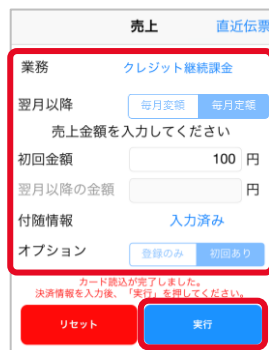 売上 直近伝票
業務 クレジット継続課金
翌月以降 毎月変額 毎月定額
売上金額を入力してください
初回金額 100 円
翌月以降の金額 円
付随情報 入力済み
オプション 登録のみ 初回あり
カード読込が完了しました。
決済情報を入力後、「実行」を押してください。
リセット 実行